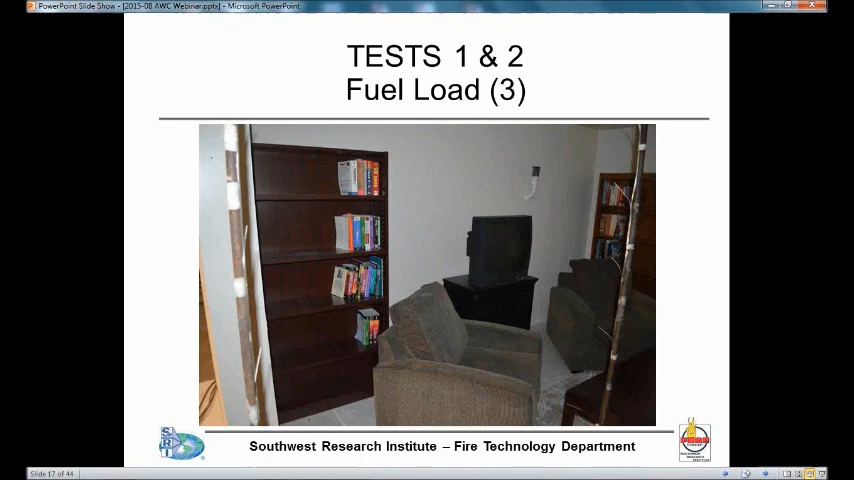 PowerPoint Slide Show - [2015-08 AWC Webinar.pptx] - Microsoft PowerPoint
TESTS 1 & 2
Fuel Load (3)
SRI
Southwest Research Institute – Fire Technology Department
Slide 17 of 44